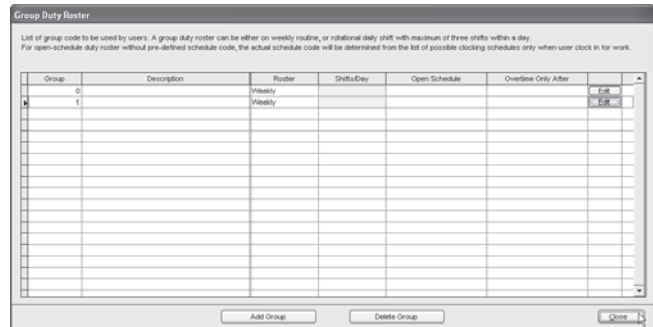 Group Duty Roster
List of group code to be used by users. A group duty roster can be either on weekly routine, or rotational daily shift with maximum of three shifts within a day.
For open-schedule duty roster without pre-defined schedule code, the actual schedule code will be determined from the list of possible clocking schedules only when user clock in for work.
Group Description Roster Shifts/Day Open Schedule Overtime Only After
0 Weekly Edit
1 Weekly Edit
Add Group Delete Group Close